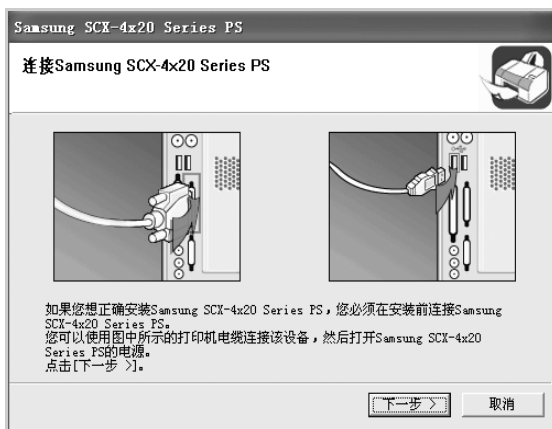 Samsung SCX-4x20 Series PS
连接Samsung SCX-4x20 Series PS
如果您想正确安装Samsung SCX-4x20 Series PS，您必须在安装前连接Samsung
SCX-4x20 Series PS。
您可以使用图中所示的打印机电缆连接该设备，然后打开Samsung SCX-4x20
Series PS的电源。
点击[下一步 >]。
下一步 >
取消